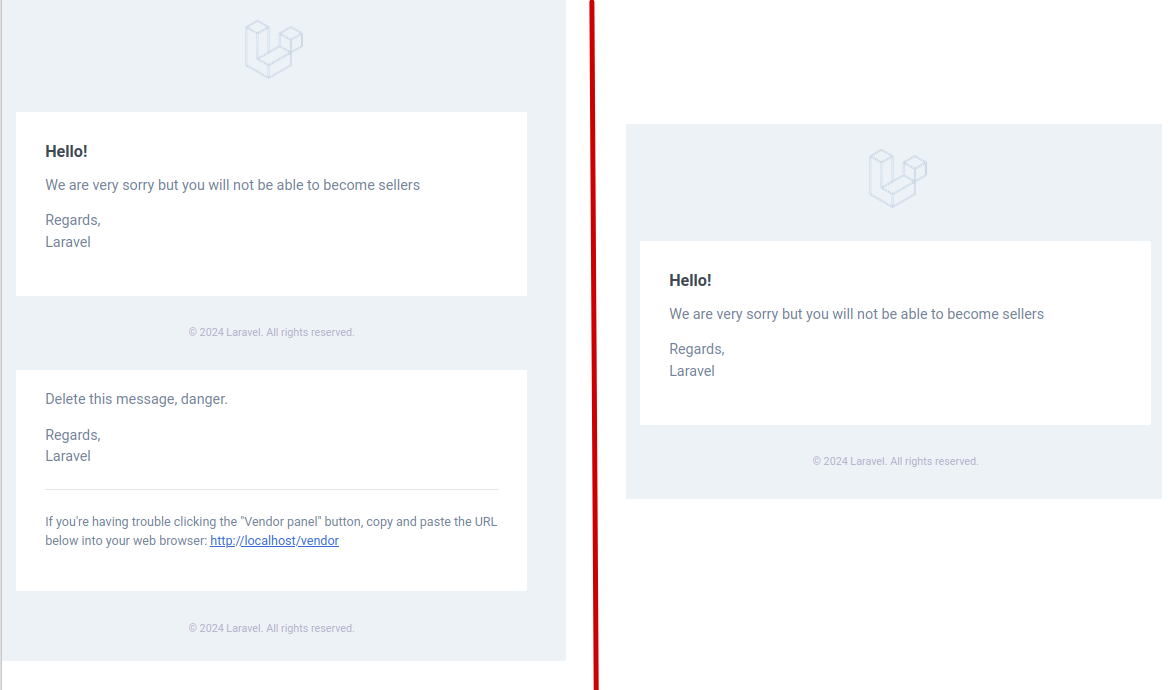 Hello!
We are very sorry but you will not be able to become sellers
Regards,
Laravel
© 2024 Laravel. All rights reserved.
Delete this message, danger.
Regards,
Laravel
If you're having trouble clicking the "Vendor panel" button, copy and paste the URL
below into your web browser: http://localhost/vendor
© 2024 Laravel. All rights reserved.
Hello!
We are very sorry but you will not be able to become sellers
Regards,
Laravel
© 2024 Laravel. All rights reserved.